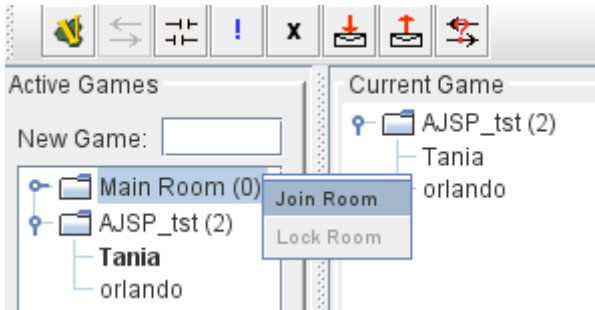 ! x ?
Active Games
New Game:
Main Room (0)
AJSP_tst (2)
Tania
orlando
Join Room
Lock Room
Current Game
AJSP_tst (2)
Tania
orlando